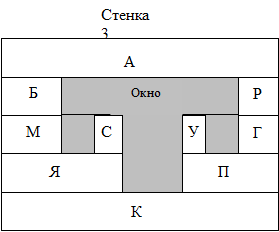 Стенка
3
А
Б Окно Р
М С У Г
Я П
К